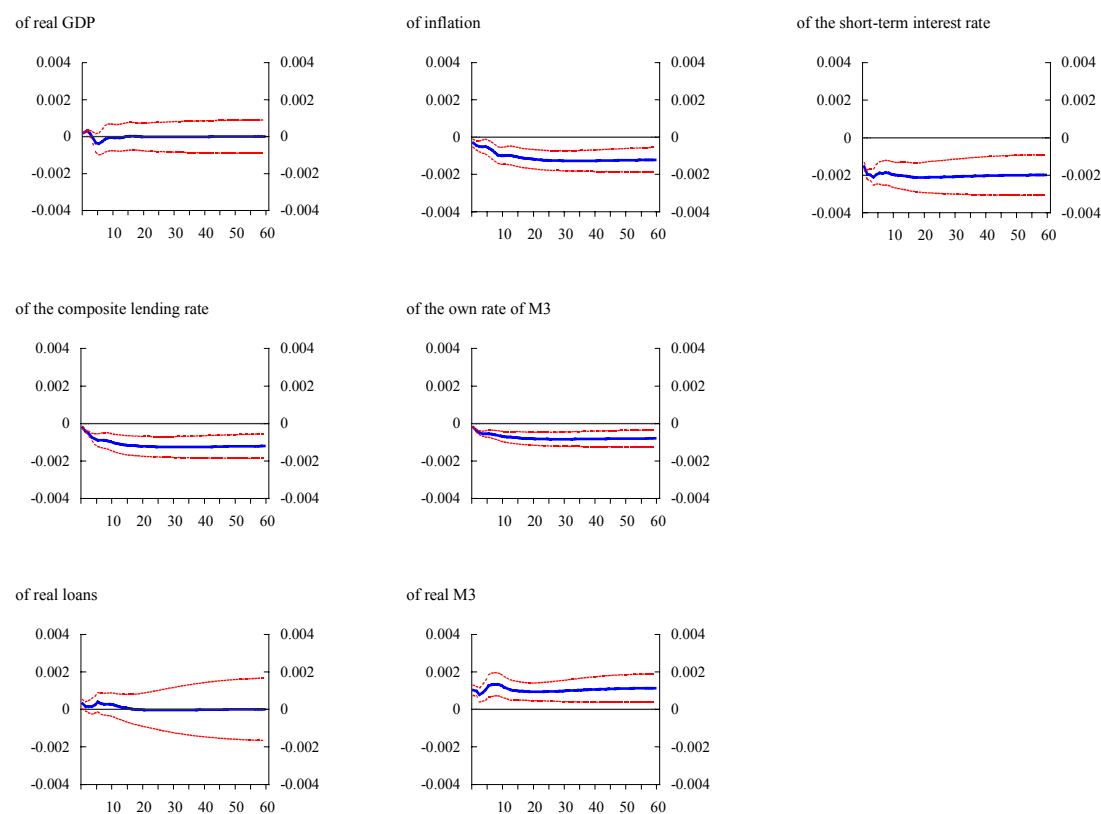 of real GDP
of inflation
of the short-term interest rate
0.004 0.004 0.004 0.004 0.004 0.004
0.002 0.002 0.002 0.002 0.002 0.002
0 0 0 0 0 0
-0.002 -0.002 -0.002 -0.002 -0.002 -0.002
-0.004 -0.004 -0.004 -0.004 -0.004 -0.004
10 20 30 40 50 60 10 20 30 40 50 60 10 20 30 40 50 60
of the composite lending rate
of the own rate of M3
0.004 0.004 0.004 0.004
0.002 0.002 0.002 0.002
0 0 0 0
-0.002 -0.002 -0.002 -0.002
-0.004 -0.004 -0.004 -0.004
10 20 30 40 50 60 10 20 30 40 50 60
of real loans
of real M3
0.004 0.004 0.004 0.004
0.002 0.002 0.002 0.002
0 0 0 0
-0.002 -0.002 -0.002 -0.002
-0.004 -0.004 -0.004 -0.004
10 20 30 40 50 60 10 20 30 40 50 60